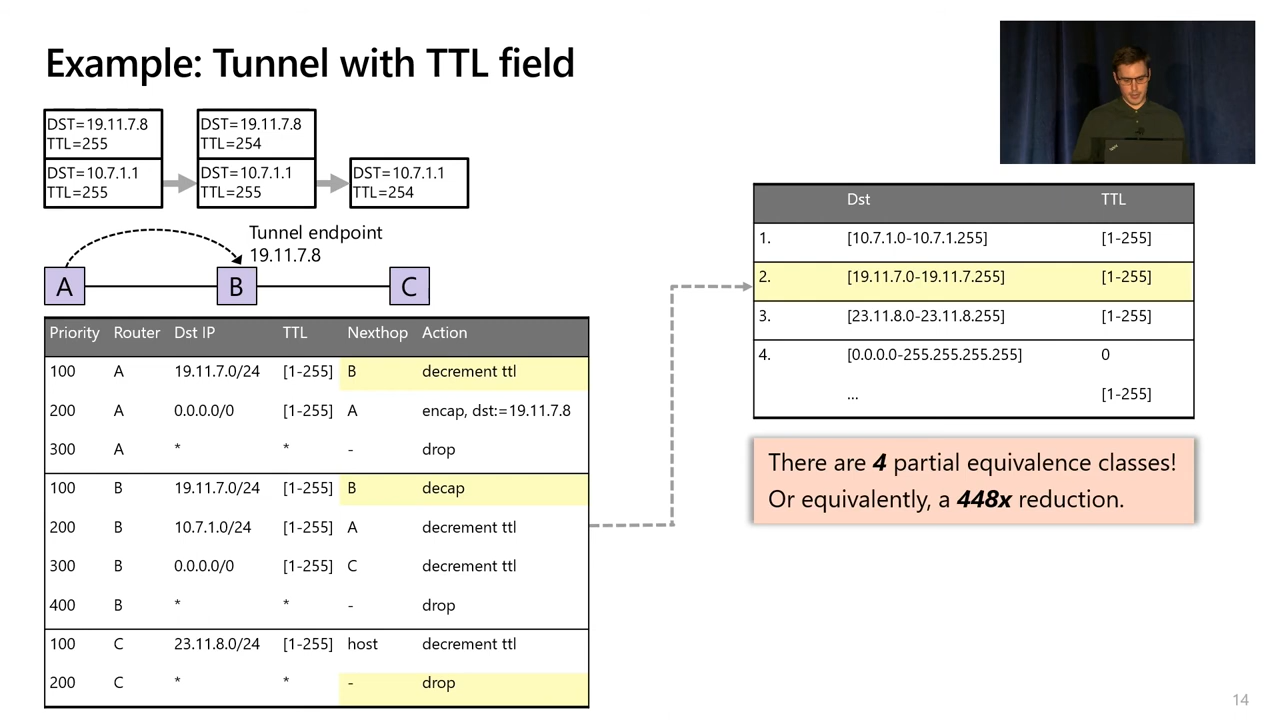 Example: Tunnel with TTL field
DST=19.11.7.8
TTL=255
DST=10.7.1.1
TTL=255
DST=19.11.7.8
TTL=254
DST=10.7.1.1
TTL=255
DST=10.7.1.1
TTL=254
Tunnel endpoint
19.11.7.8
A
B
C
Priority Router Dst IP TTL Nexthop Action
100 A 19.11.7.0/24 [1-255] B decrement ttl
200 A 0.0.0.0/0 [1-255] A encap, dst:=19.11.7.8
300 A * * - drop
100 B 19.11.7.0/24 [1-255] B decap
200 B 10.7.1.0/24 [1-255] A decrement ttl
300 B 0.0.0.0/0 [1-255] C decrement ttl
400 B * * - drop
100 C 23.11.8.0/24 [1-255] host decrement ttl
200 C * * - drop
Dst TTL
1. [10.7.1.0-10.7.1.255] [1-255]
2. [19.11.7.0-19.11.7.255] [1-255]
3. [23.11.8.0-23.11.8.255] [1-255]
4. [0.0.0.0-255.255.255.255] 0
... [1-255]
There are 4 partial equivalence classes!
Or equivalently, a 448x reduction.
14